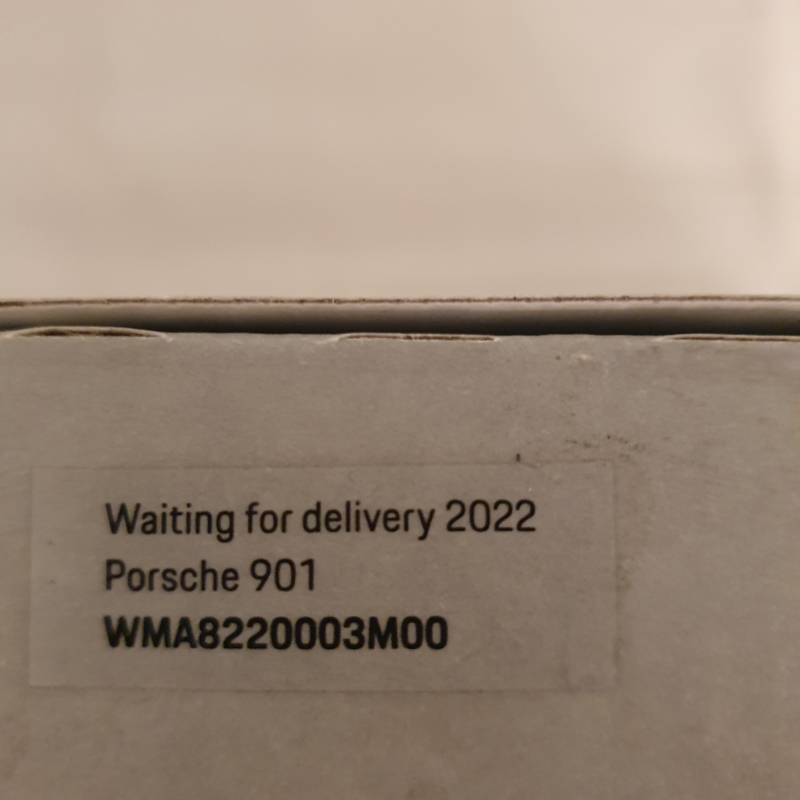 Waiting for delivery 2022
Porsche 901
WMA8220003M00